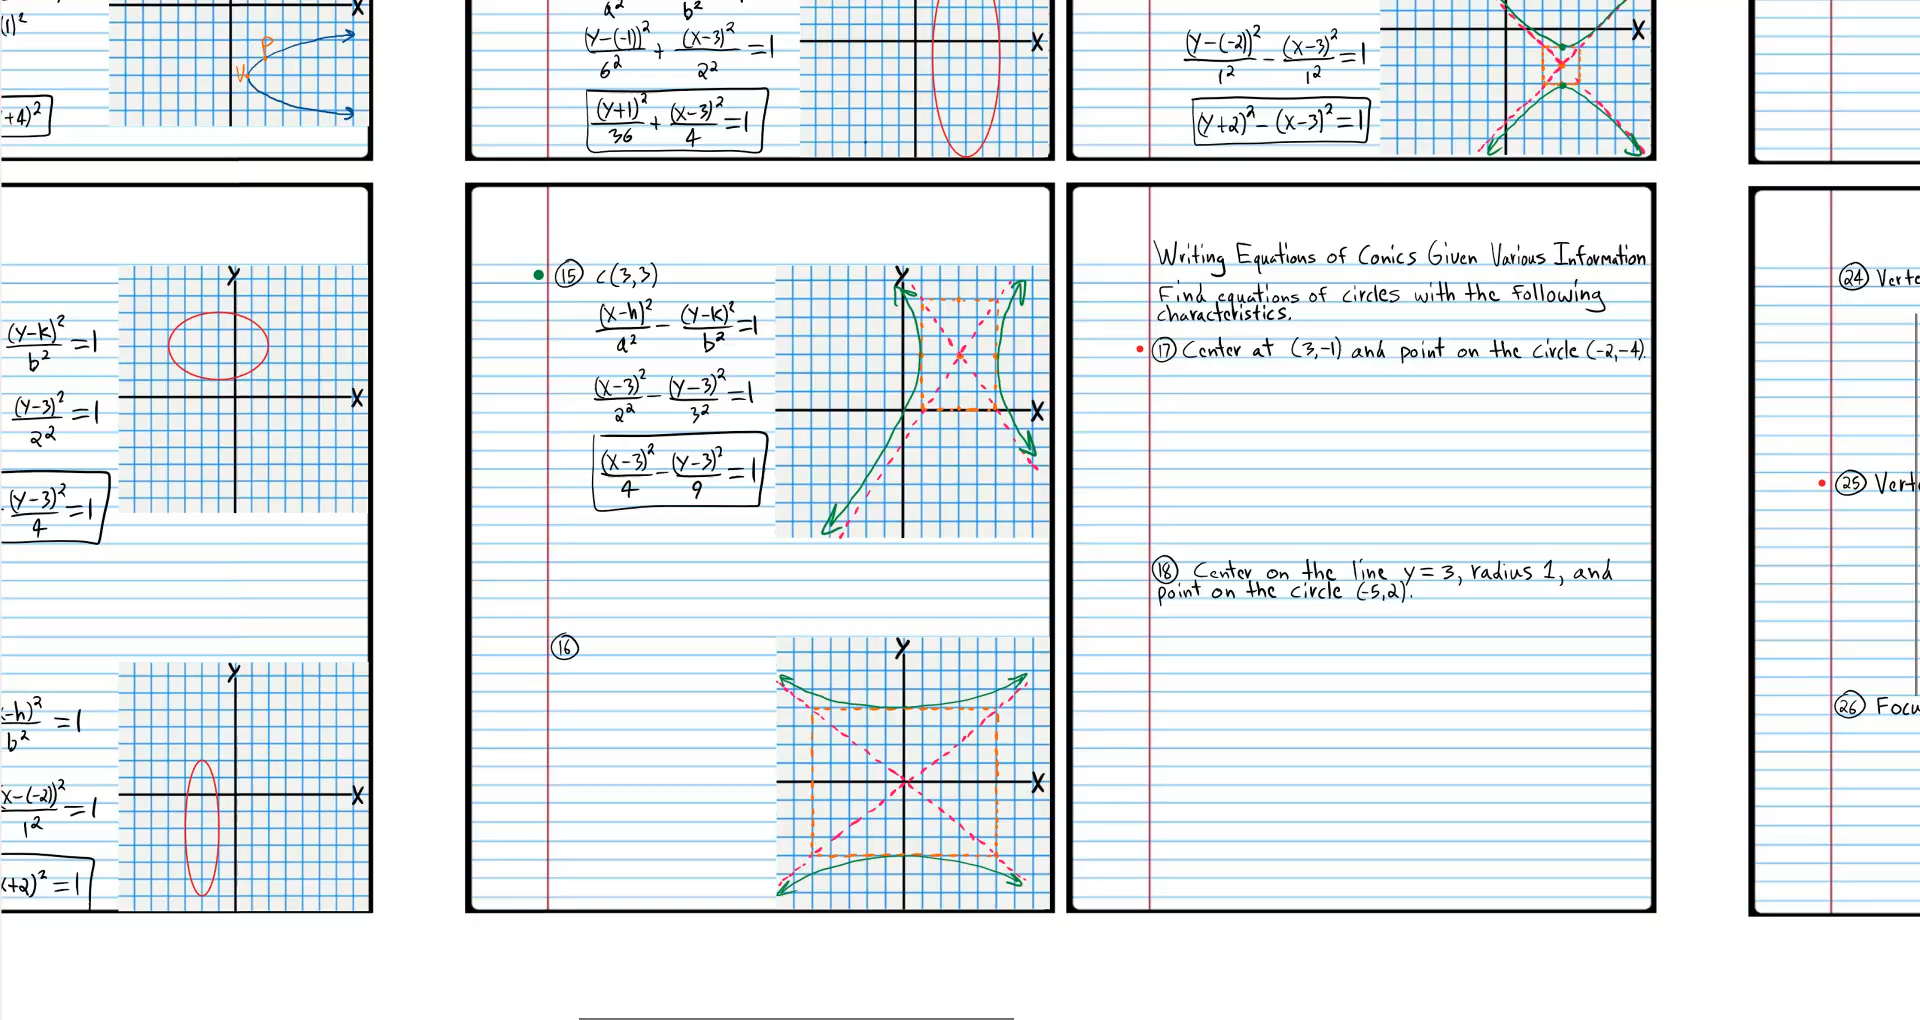 (1)²
+4)²
P
V
X
a² b²
(y-(-1))²/6² + (x-3)²/2² = 1
(y+1)²/36 + (x-3)²/4 = 1
X
(y-(-2))²/1² - (x-3)²/1² = 1
(y+2)² - (x-3)² = 1
X
(y-k)²/b² = 1
(y-3)²/2² = 1
(y-3)²/4 = 1
Y
X
-h)²/b² = 1
x-(-2))²/1² = 1
x+2)² = 1
Y
X
15 C(3,3)
(x-h)²/a² - (y-k)²/b² = 1
(x-3)²/2² - (y-3)²/3² = 1
(x-3)²/4 - (y-3)²/9 = 1
Y
X
16
Y
X
Writing Equations of Conics Given Various Information
Find equations of circles with the following
characteristics.
17 Center at (3,-1) and point on the circle (-2,-4).
18 Center on the line y = 3, radius 1, and
point on the circle (-5,2).
24 Verte
25 Verte
26 Focu